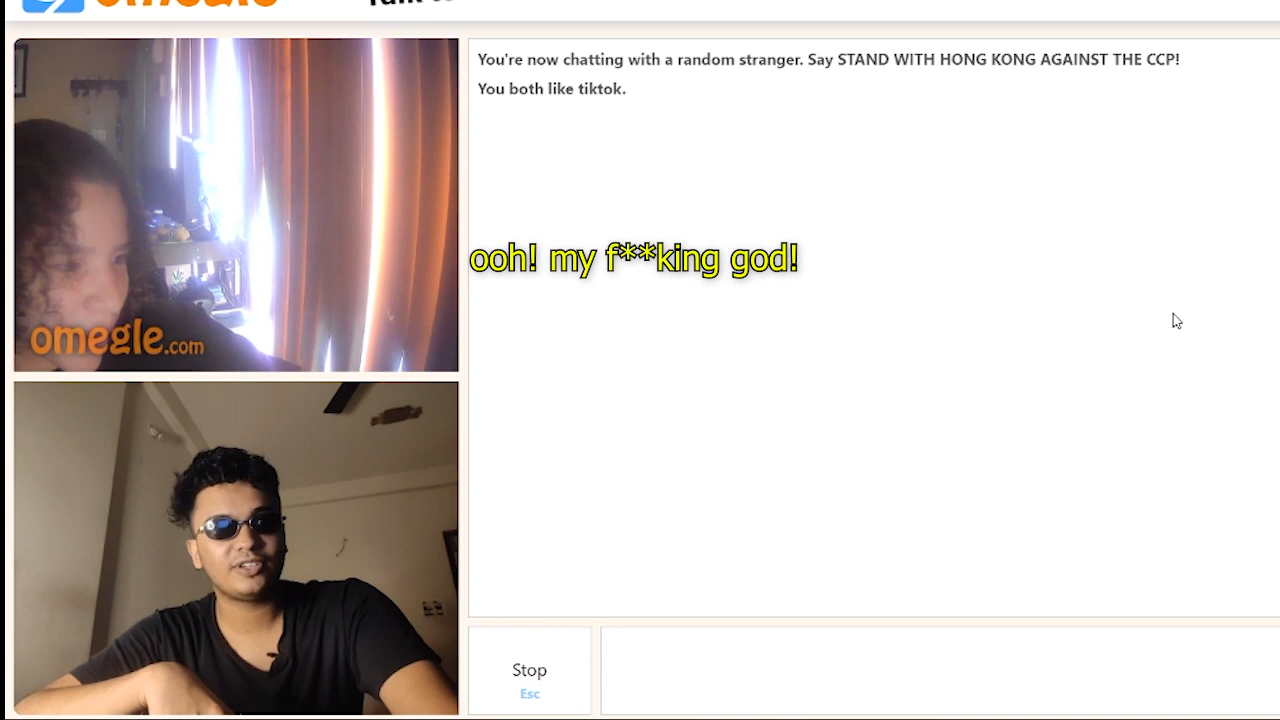 You're now chatting with a random stranger. Say STAND WITH HONG KONG AGAINST THE CCP!
You both like tiktok.
ooh! my f**king god!
omegle.com
Stop
Esc